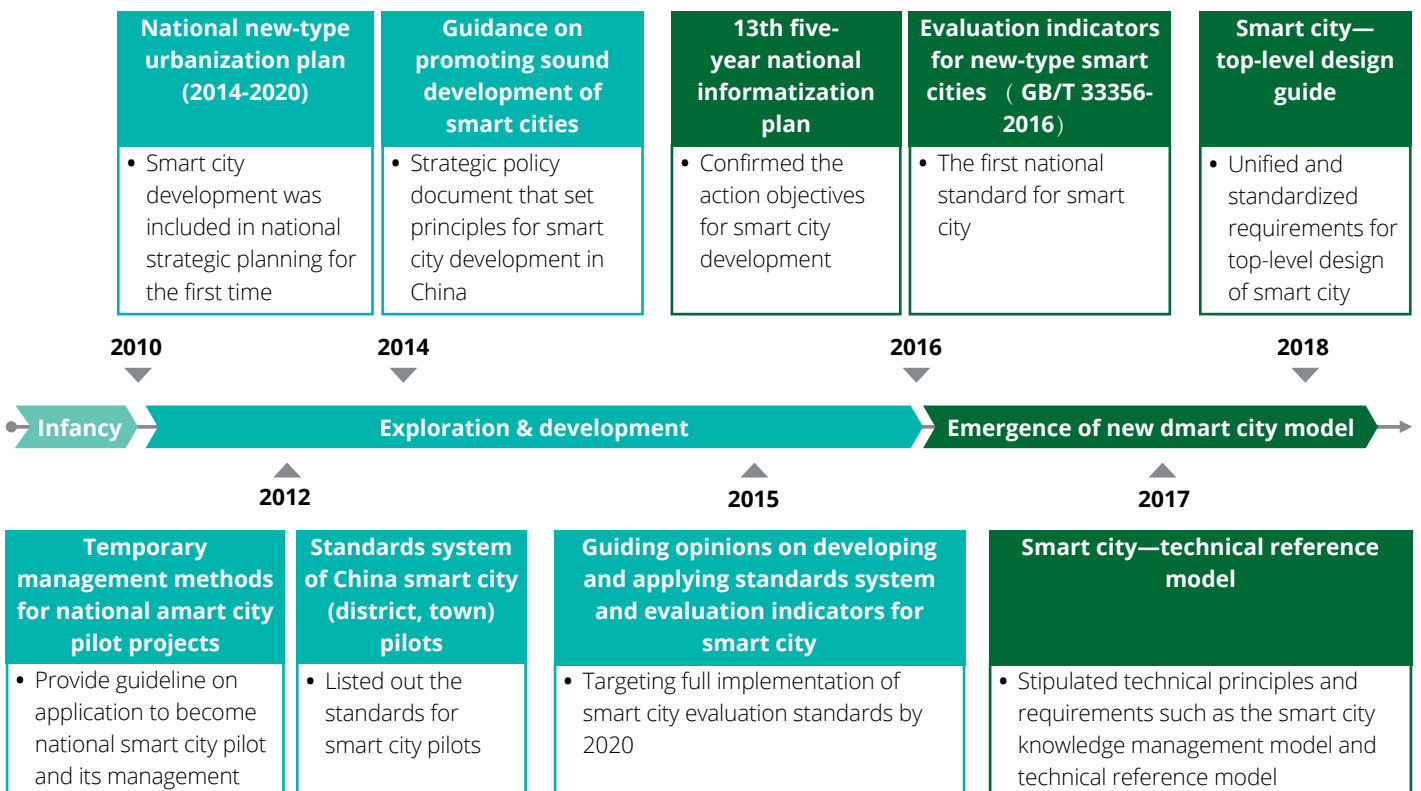 National new-type
urbanization plan
(2014-2020)
• Smart city
development was
included in national
strategic planning for
the first time
Guidance on
promoting sound
development of
smart cities
• Strategic policy
document that set
principles for smart
city development in
China
13th five-
year national
informatization
plan
• Confirmed the
action objectives
for smart city
development
Evaluation indicators
for new-type smart
cities （ GB/T 33356-
2016）
• The first national
standard for smart
city
Smart city—
top-level design
guide
• Unified and
standardized
requirements for
top-level design
of smart city
2010
2014
2016
2018
Infancy
Exploration & development
Emergence of new dmart city model
2012
2015
2017
Temporary
management methods
for national amart city
pilot projects
• Provide guideline on
application to become
national smart city pilot
and its management
Standards system
of China smart city
(district, town)
pilots
• Listed out the
standards for
smart city pilots
Guiding opinions on developing
and applying standards system
and evaluation indicators for
smart city
• Targeting full implementation of
smart city evaluation standards by
2020
Smart city—technical reference
model
• Stipulated technical principles and
requirements such as the smart city
knowledge management model and
technical reference model